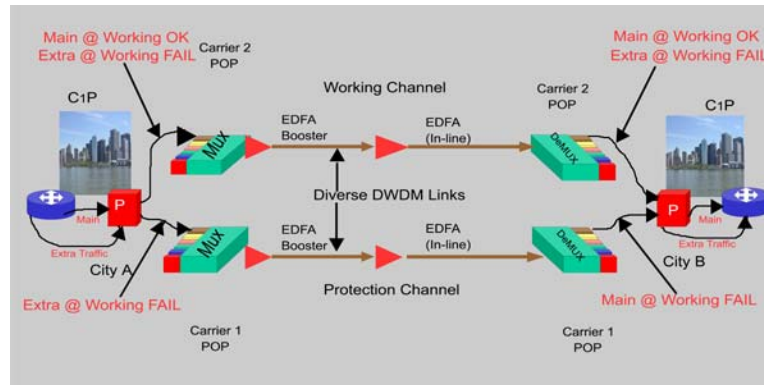 Main @ Working OK
Extra @ Working FAIL
Carrier 2
POP
C1P
Working Channel
EDFA
Booster
EDFA
(In-line)
Carrier 2
POP
Main @ Working OK
Extra @ Working FAIL
C1P
Mux
DeMUX
P
Main
Extra Traffic
City A
Diverse DWDM Links
P
Main
Extra Traffic
City B
Mux
EDFA
Booster
EDFA
(In-line)
DeMUX
Extra @ Working FAIL
Protection Channel
Main @ Working FAIL
Carrier 1
POP
Carrier 1
POP